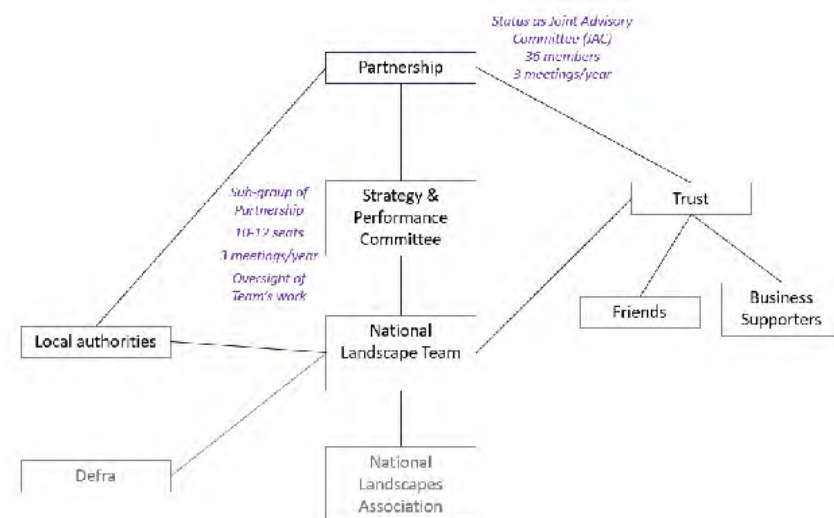 Status as Joint Advisory
Committee (JAC)
36 members
3 meetings/year
Partnership
Sub-group of
Partnership
10-12 seats
3 meetings/year
Oversight of
Team's work
Strategy &
Performance
Committee
Trust
Friends
Business
Supporters
Local authorities
National
Landscape Team
Defra
National
Landscapes
Association